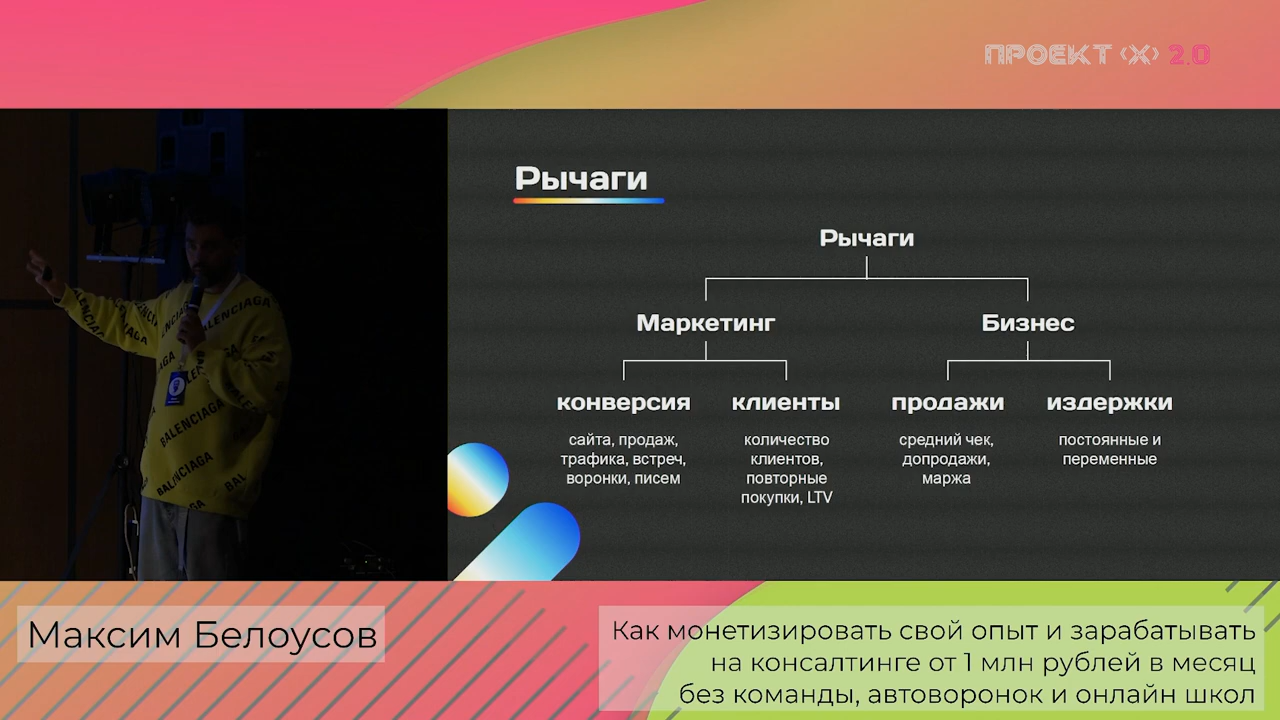 ПРОЕКТ ‹X› 2.0
Рычаги
Рычаги
Маркетинг
Бизнес
конверсия
клиенты
продажи
издержки
сайта, продаж,
трафика, встреч,
воронки, писем
количество
клиентов,
повторные
покупки, LTV
средний чек,
допродажи,
маржа
постоянные и
переменные
BALENCIAGA
Максим Белоусов
Как монетизировать свой опыт и зарабатывать
на консалтинге от 1 млн рублей в месяц
без команды, автоворонок и онлайн школ